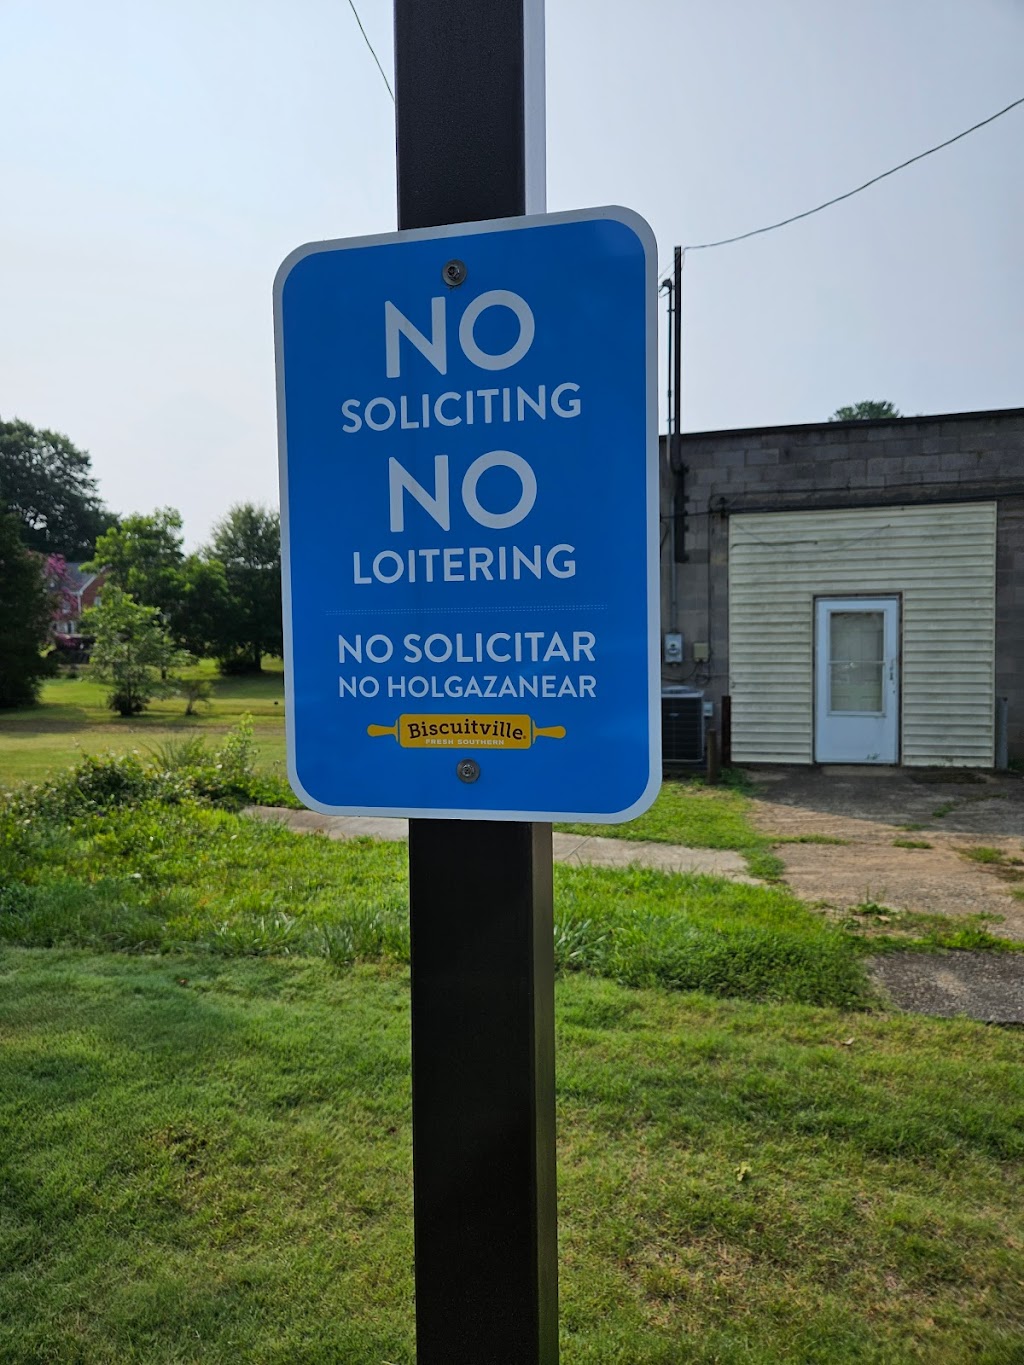 NO
SOLICITING
NO
LOITERING
NO SOLICITAR
NO HOLGAZANEAR
Biscuitville®
FRESH SOUTHERN